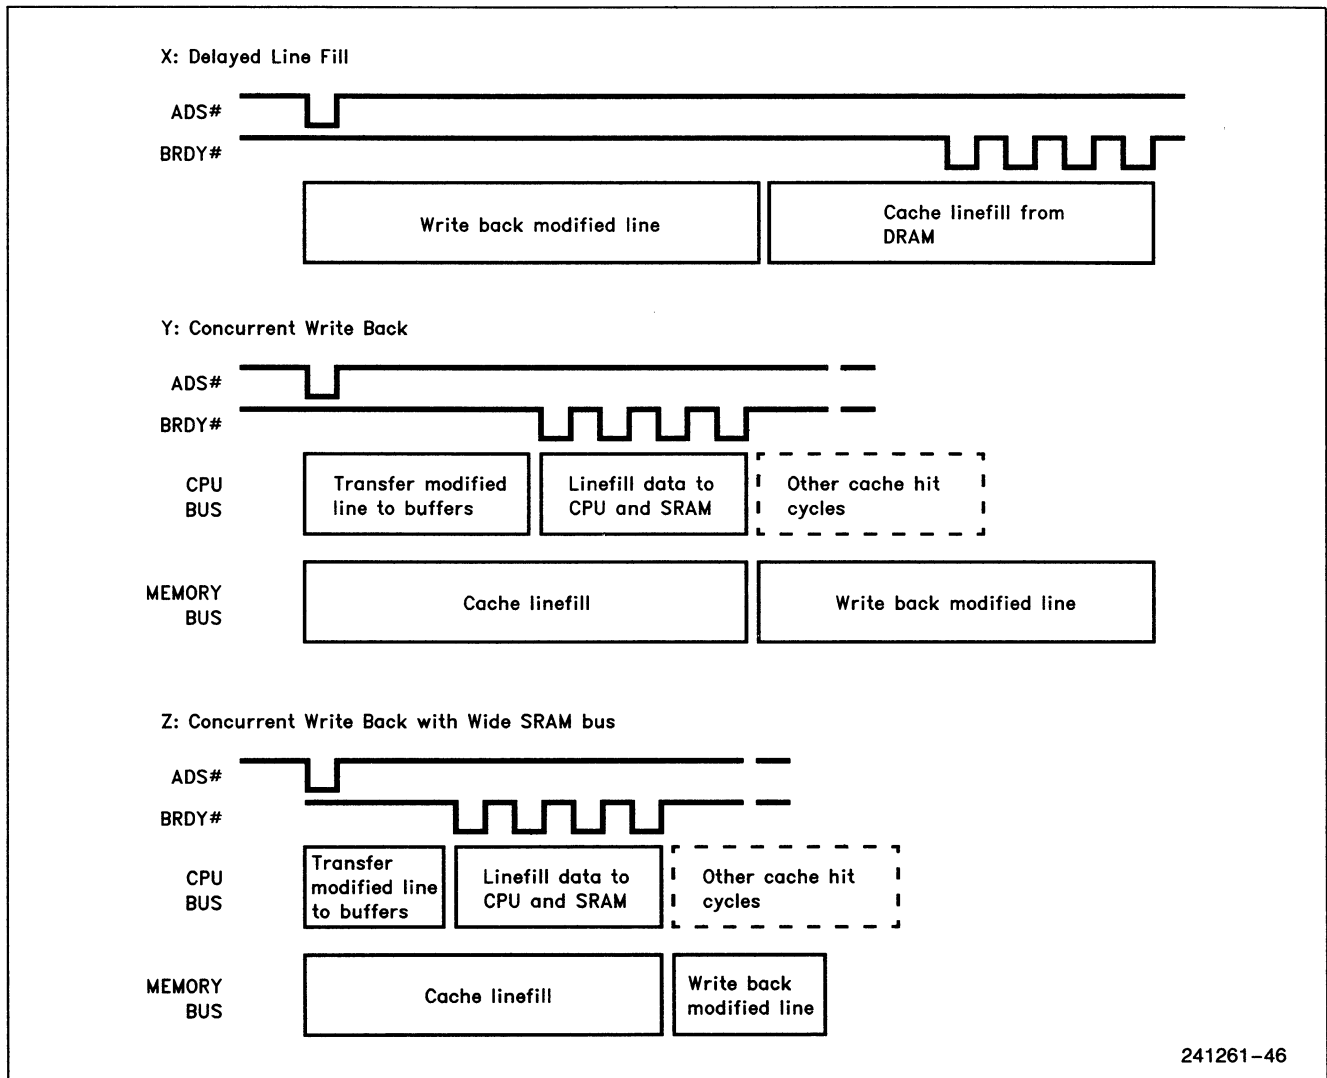 X: Delayed Line Fill
ADS#
BRDY#
Write back modified line
Cache linefill from
DRAM
Y: Concurrent Write Back
ADS#
BRDY#
CPU
BUS
Transfer modified
line to buffers
Linefill data to
CPU and SRAM
Other cache hit
cycles
MEMORY
BUS
Cache linefill
Write back modified line
Z: Concurrent Write Back with Wide SRAM bus
ADS#
BRDY#
CPU
BUS
Transfer
modified line
to buffers
Linefill data to
CPU and SRAM
Other cache hit
cycles
MEMORY
BUS
Cache linefill
Write back
modified line
241261-46